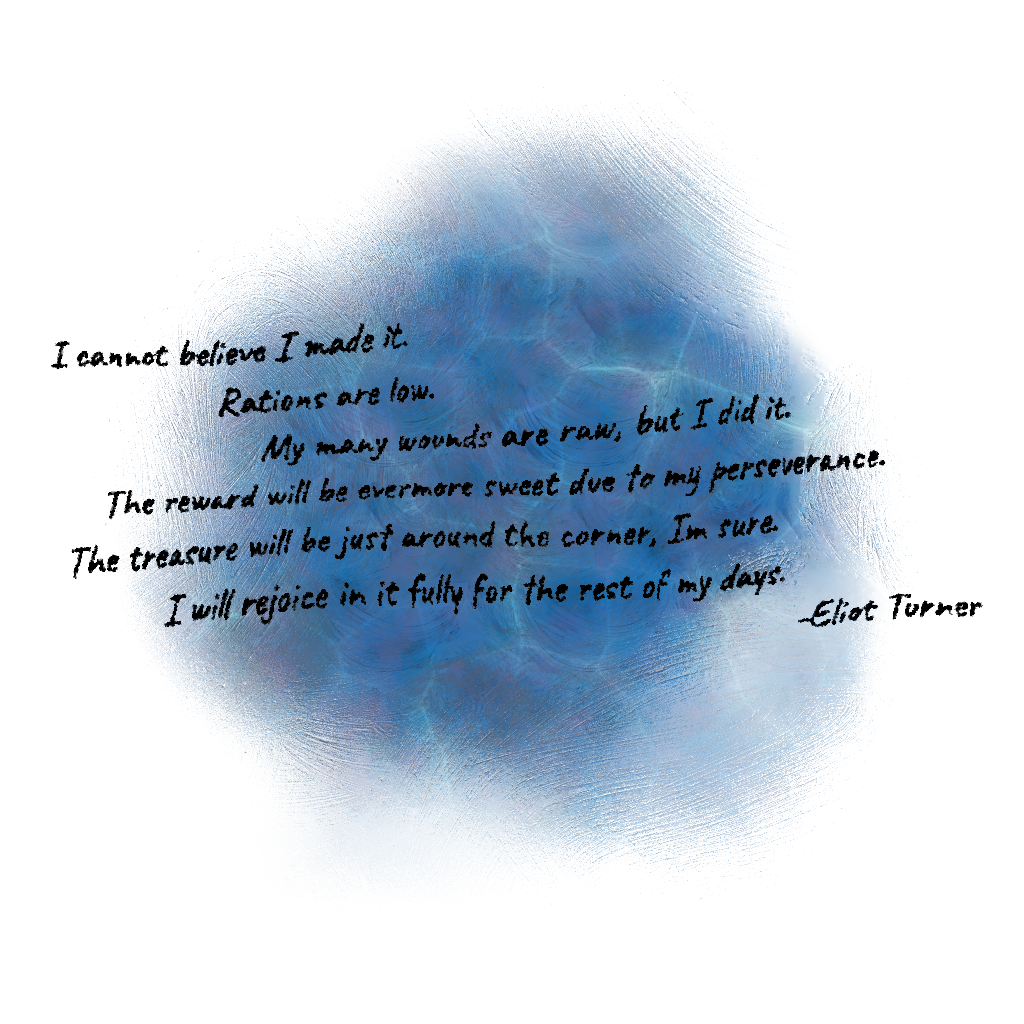 I cannot believe I made it.
Rations are low.
My many wounds are raw, but I did it.
The reward will be evermore sweet due to my perseverance.
The treasure will be just around the corner, Im sure.
I will rejoice in it fully for the rest of my days.
-Eliot Turner